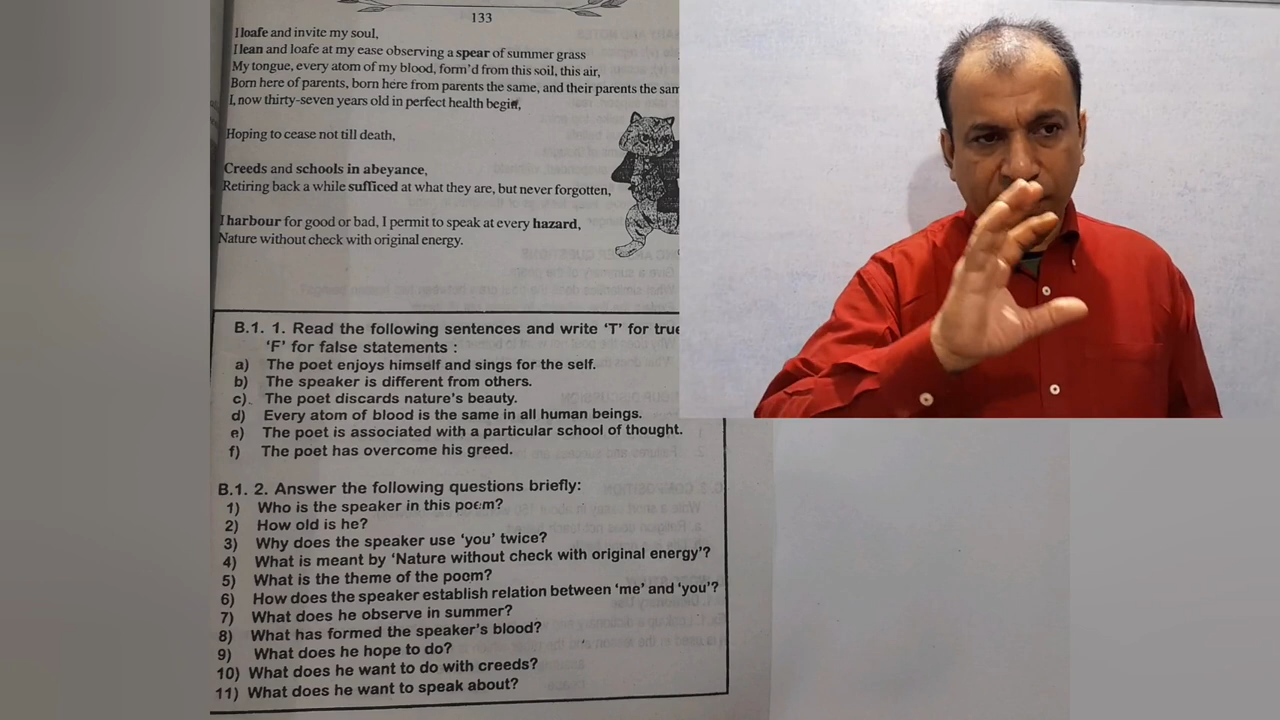 133
I loafe and invite my soul,
I lean and loafe at my ease observing a spear of summer grass
My tongue, every atom of my blood, form'd from this soil, this air,
Born here of parents, born here from parents the same, and their parents the sam
I, now thirty-seven years old in perfect health begin,
Hoping to cease not till death,
Creeds and schools in abeyance,
Retiring back a while sufficed at what they are, but never forgotten,
I harbour for good or bad, I permit to speak at every hazard,
Nature without check with original energy.
B.1. 1. Read the following sentences and write 'T' for true
'F' for false statements :
a) The poet enjoys himself and sings for the self.
b) The speaker is different from others.
c). The poet discards nature's beauty.
d) Every atom of blood is the same in all human beings.
e) The poet is associated with a particular school of thought.
f) The poet has overcome his greed.
B.1. 2. Answer the following questions briefly:
1) Who is the speaker in this poem?
2) How old is he?
3) Why does the speaker use 'you' twice?
4) What is meant by 'Nature without check with original energy'?
5) What is the theme of the poem?
6) How does the speaker establish relation between 'me' and 'you'?
7) What does he observe in summer?
8) What has formed the speaker's blood?
9) What does he hope to do?
10) What does he want to do with creeds?
11) What does he want to speak about?